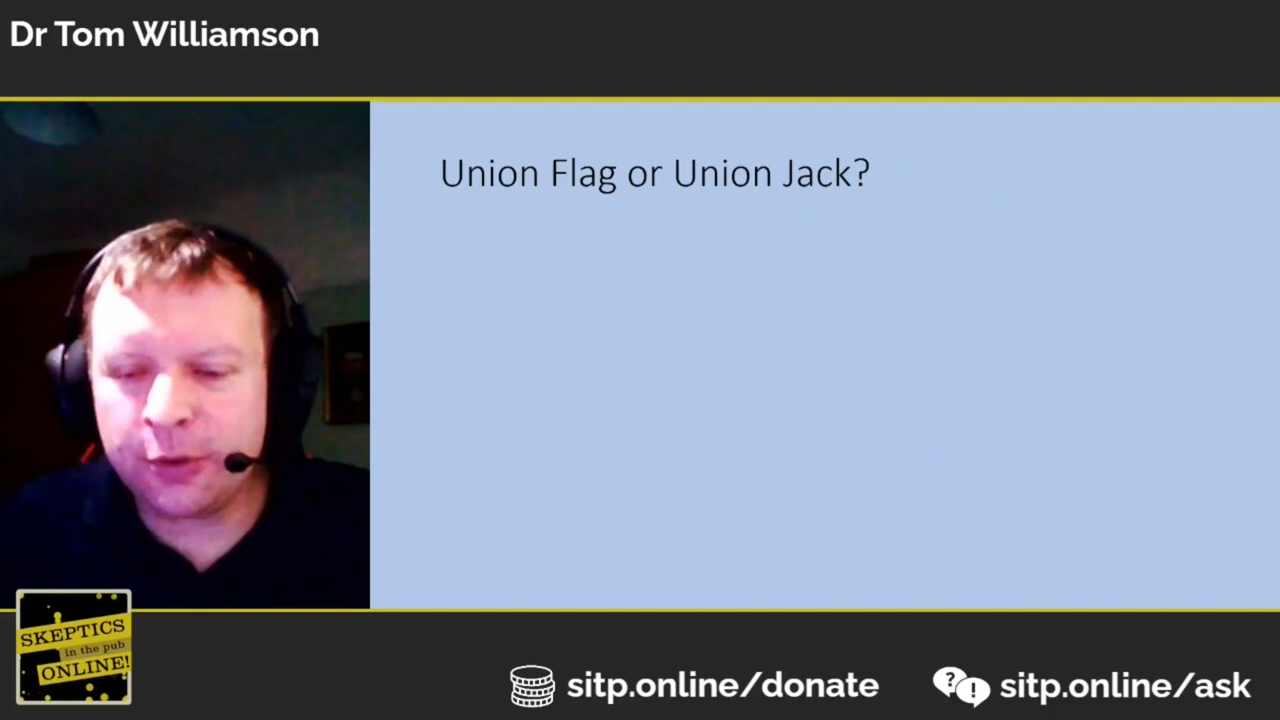 Dr Tom Williamson
Union Flag or Union Jack?
SKEPTICS
in the pub
ONLINE!
sitp.online/donate
? !
sitp.online/ask